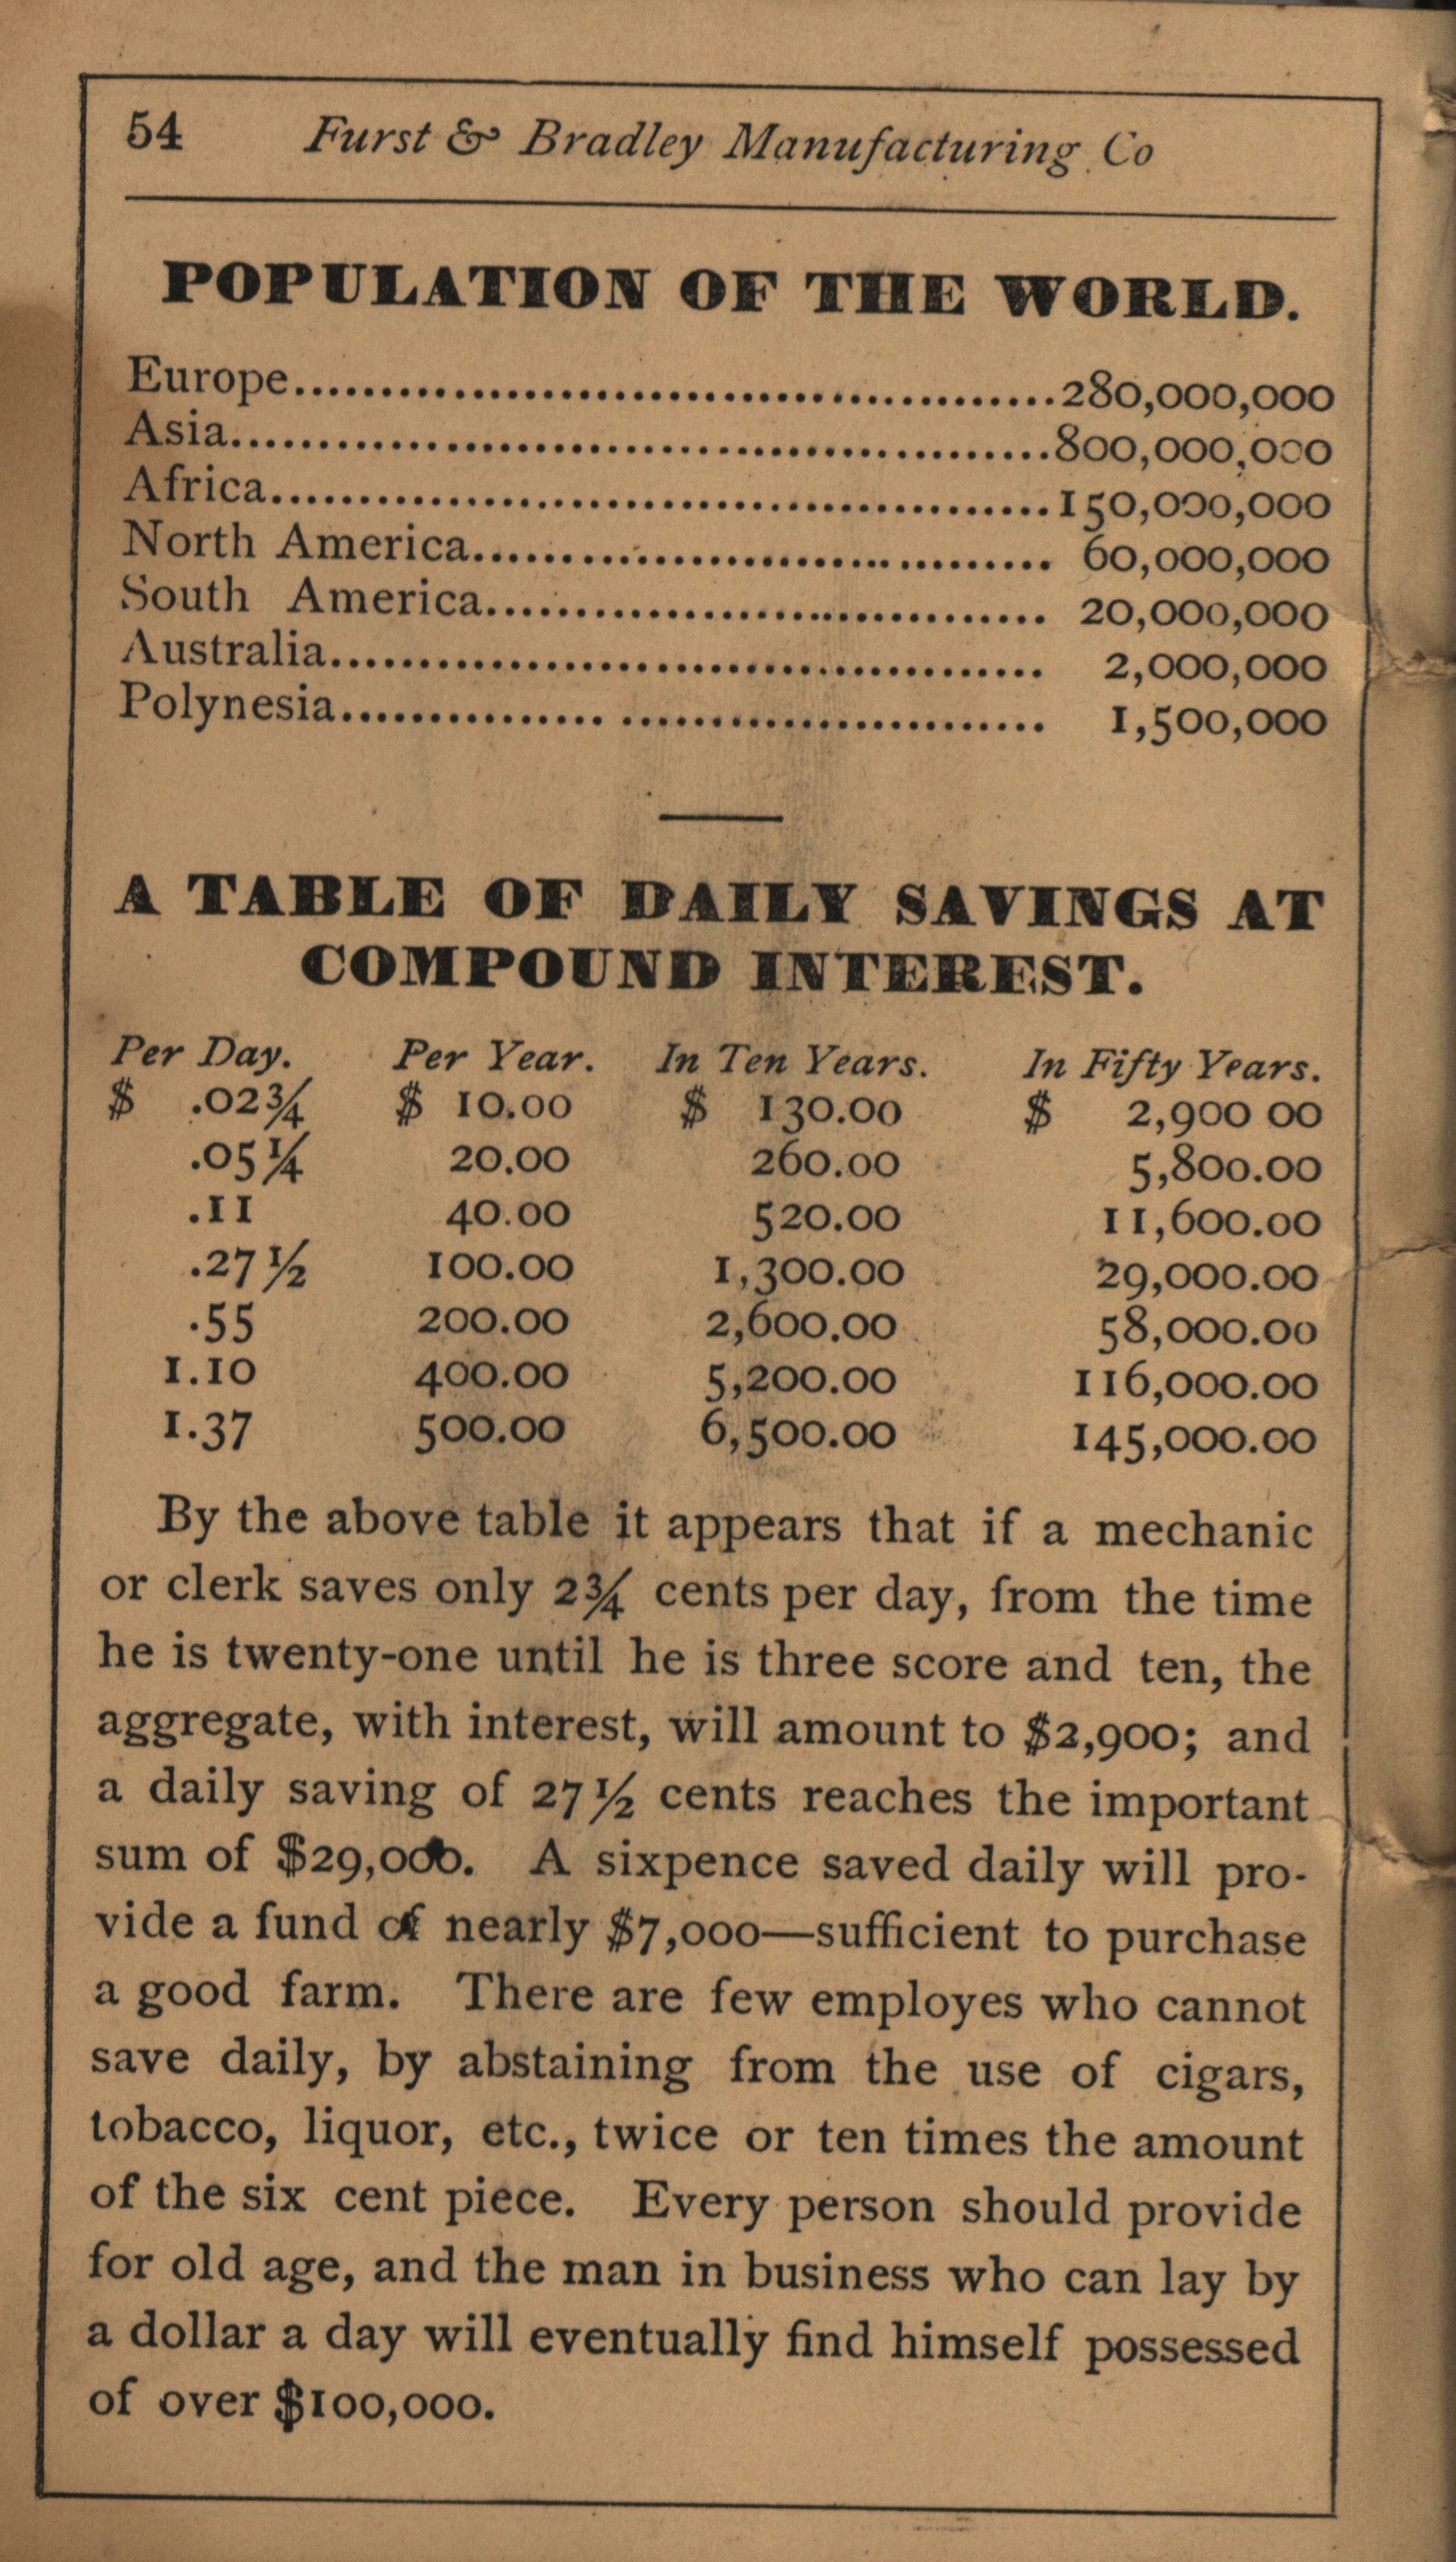 54 Furst & Bradley Manufacturing Co
POPULATION OF THE WORLD.
Europe................................................280,000,000
Asia....................................................800,000,000
Africa..................................................150,000,000
North America..................................... 60,000,000
South America.................................... 20,000,000
Australia............................................. 2,000,000
Polynesia............................................ 1,500,000
A TABLE OF DAILY SAVINGS AT
COMPOUND INTEREST.
Per Day. Per Year. In Ten Years. In Fifty Years.
$ .02¾ $ 10.00 $ 130.00 $ 2,900 00
.05¼ 20.00 260.00 5,800.00
.11 40.00 520.00 11,600.00
.27½ 100.00 1,300.00 29,000.00
.55 200.00 2,600.00 58,000.00
1.10 400.00 5,200.00 116,000.00
1.37 500.00 6,500.00 145,000.00
By the above table it appears that if a mechanic
or clerk saves only 2¾ cents per day, from the time
he is twenty-one until he is three score and ten, the
aggregate, with interest, will amount to $2,900; and
a daily saving of 27½ cents reaches the important
sum of $29,000. A sixpence saved daily will pro-
vide a fund of nearly $7,000—sufficient to purchase
a good farm. There are few employes who cannot
save daily, by abstaining from the use of cigars,
tobacco, liquor, etc., twice or ten times the amount
of the six cent piece. Every person should provide
for old age, and the man in business who can lay by
a dollar a day will eventually find himself possessed
of over $100,000.